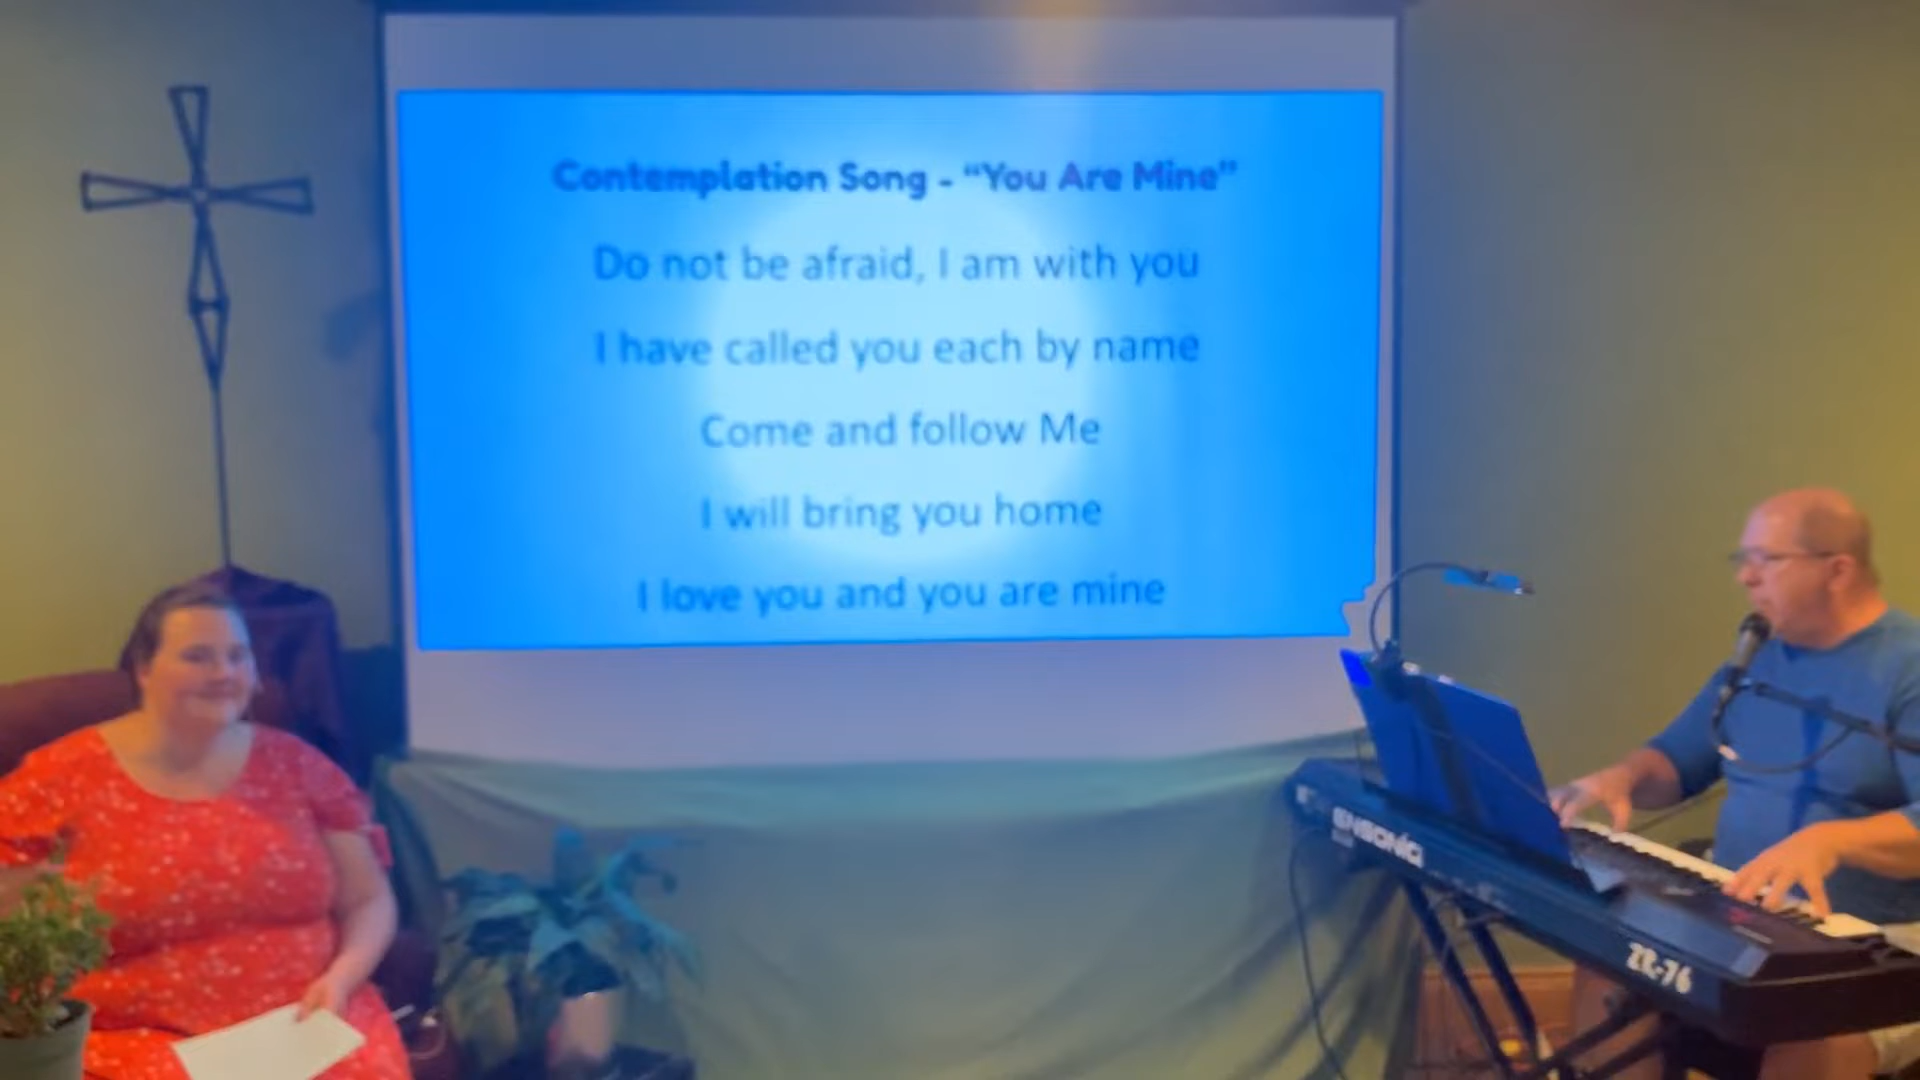 Contemplation Song - “You Are Mine”
Do not be afraid, I am with you
I have called you each by name
Come and follow Me
I will bring you home
I love you and you are mine
ENSONIQ
ZR-76